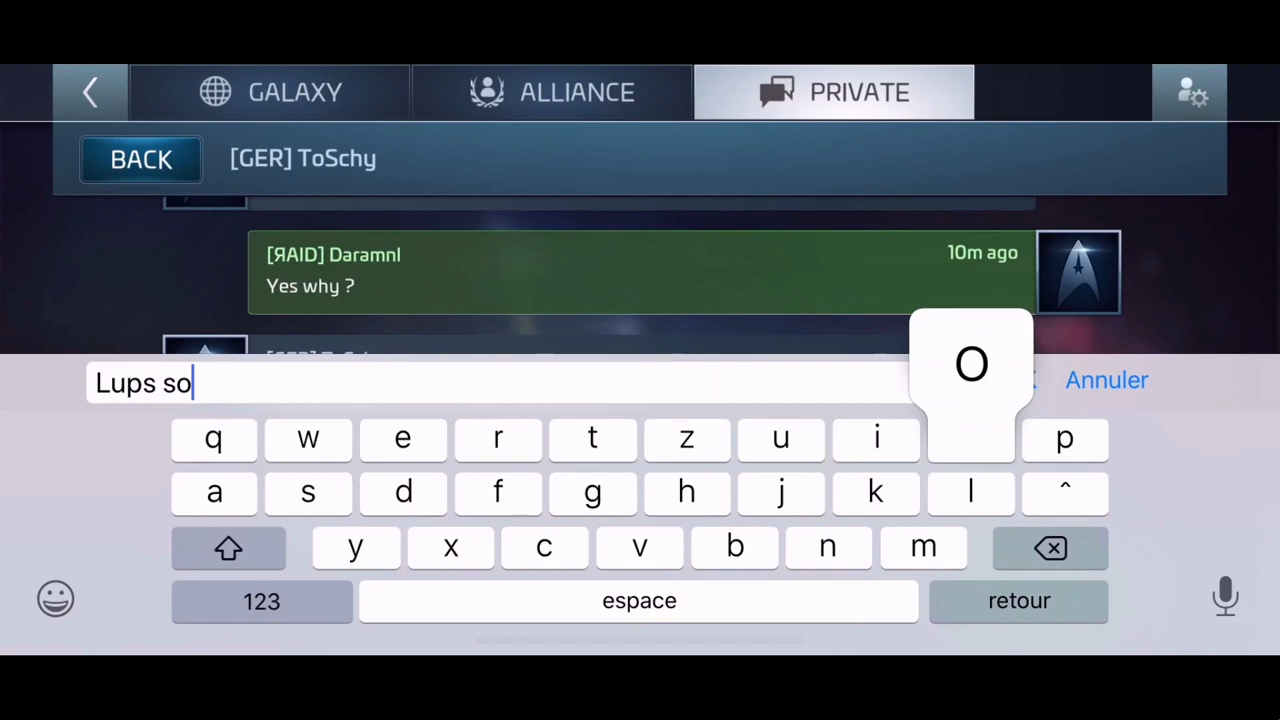 GALAXY
ALLIANCE
PRIVATE
BACK
[GER] ToSchy
[ЯAID] Daramnl
10m ago
Yes why ?
Lups so
Annuler
O
q w e r t z u i p
a s d f g h j k l ^
y x c v b n m
123
espace
retour